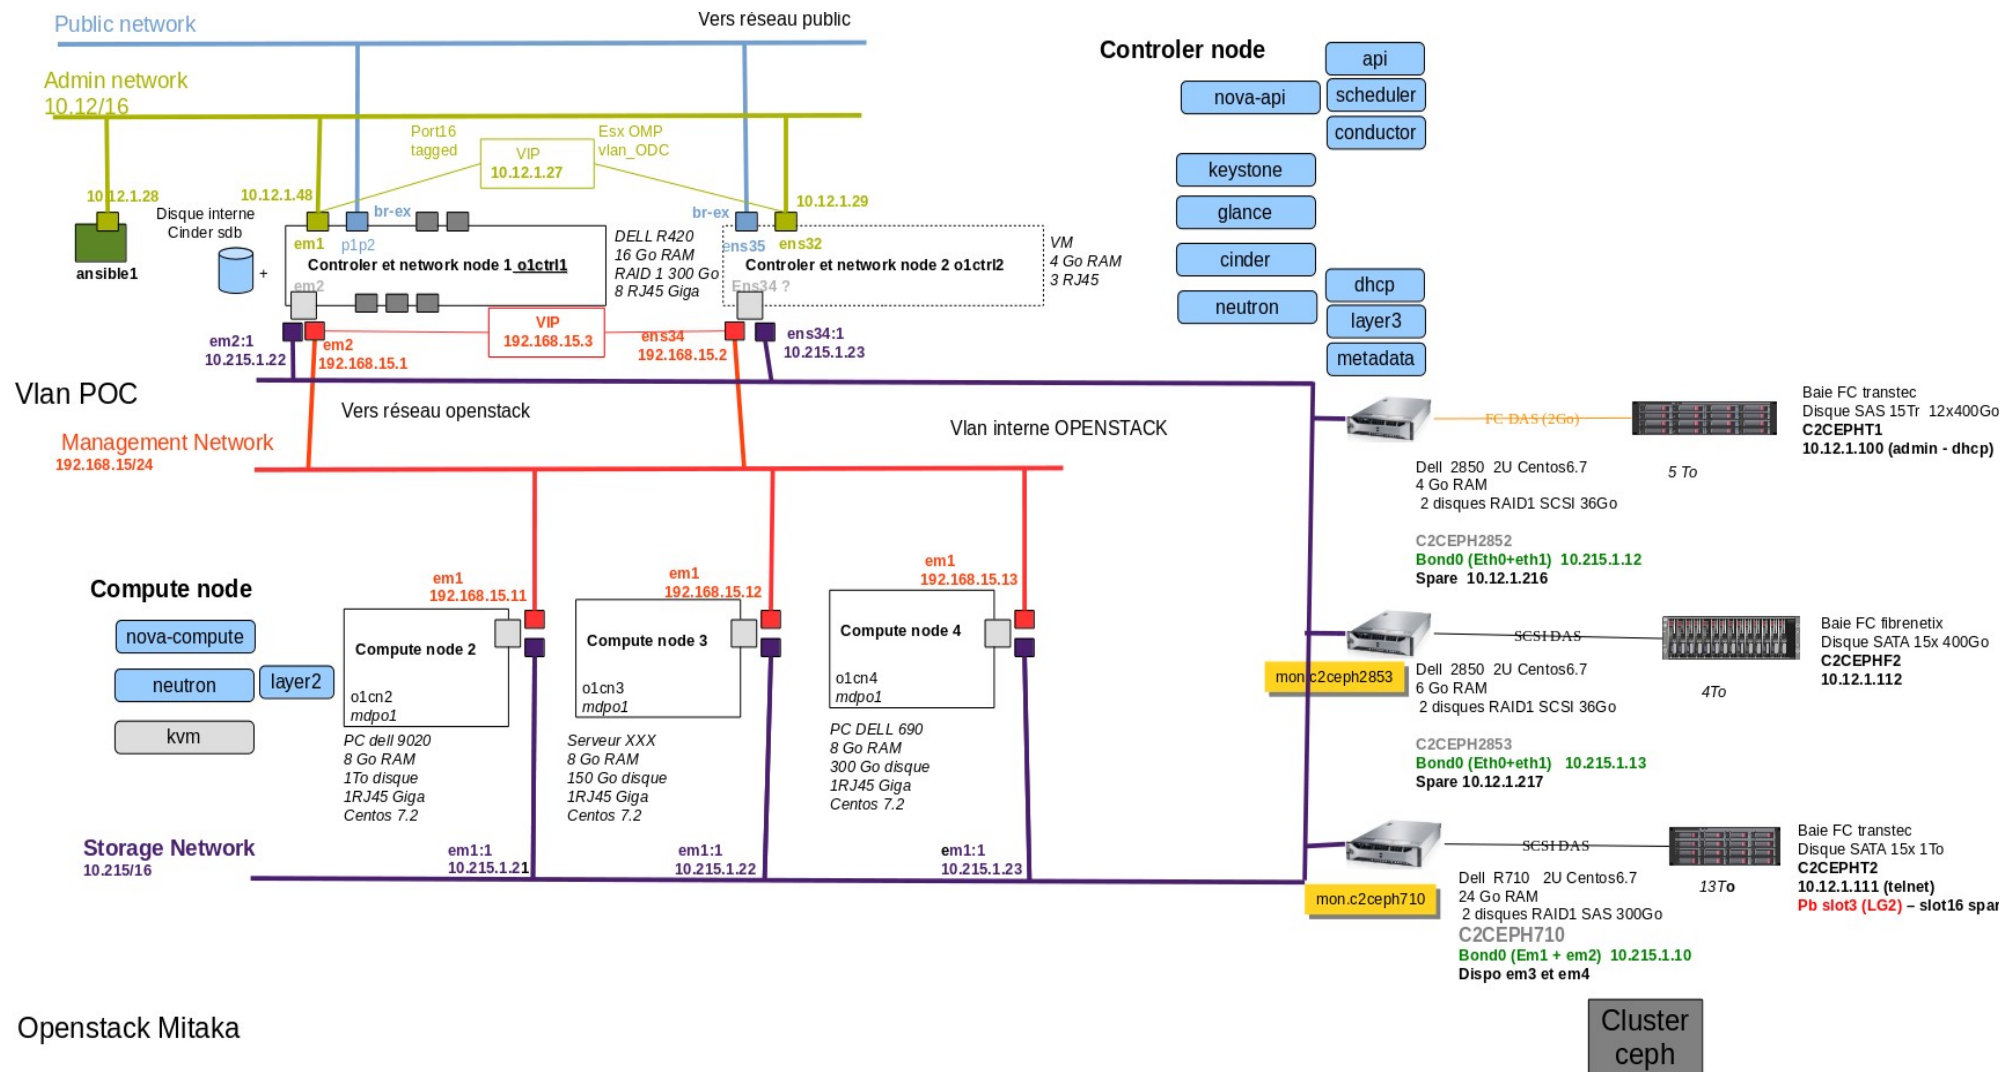 Public network
Vers réseau public
Admin network
10.12/16
Port16
tagged
Esx OMP
vlan_ODC
VIP
10.12.1.27
10.12.1.28
10.12.1.48
10.12.1.29
Disque interne
Cinder sdb
+
ansible1
br-ex
em1
p1p2
Controler et network node 1 o1ctrl1
em2
DELL R420
16 Go RAM
RAID 1 300 Go
8 RJ45 Giga
br-ex
ens35
ens32
Controler et network node 2 o1ctrl2
Ens34 ?
VM
4 Go RAM
3 RJ45
em2:1
10.215.1.22
em2
192.168.15.1
VIP
192.168.15.3
ens34
192.168.15.2
ens34:1
10.215.1.23
Controler node
nova-api
api
scheduler
conductor
keystone
glance
cinder
neutron
dhcp
layer3
metadata
Vlan POC
Vers réseau openstack
Vlan interne OPENSTACK
Management Network
192.168.15/24
Compute node
nova-compute
neutron
layer2
kvm
em1
192.168.15.11
Compute node 2
o1cn2
mdpo1
PC dell 9020
8 Go RAM
1To disque
1RJ45 Giga
Centos 7.2
em1
192.168.15.12
Compute node 3
o1cn3
mdpo1
Serveur XXX
8 Go RAM
150 Go disque
1RJ45 Giga
Centos 7.2
em1
192.168.15.13
Compute node 4
o1cn4
mdpo1
PC DELL 690
8 Go RAM
300 Go disque
1RJ45 Giga
Centos 7.2
Storage Network
10.215/16
em1:1
10.215.1.21
em1:1
10.215.1.22
em1:1
10.215.1.23
FC DAS (2Go)
Baie FC transtec
Disque SAS 15Tr 12x400Go
C2CEPHT1
10.12.1.100 (admin - dhcp)
5 To
Dell 2850 2U Centos6.7
4 Go RAM
2 disques RAID1 SCSI 36Go
C2CEPH2852
Bond0 (Eth0+eth1) 10.215.1.12
Spare 10.12.1.216
SCSI DAS
Baie FC fibrenetix
Disque SATA 15x 400Go
C2CEPHF2
10.12.1.112
4To
mon.c2ceph2853
Dell 2850 2U Centos6.7
6 Go RAM
2 disques RAID1 SCSI 36Go
C2CEPH2853
Bond0 (Eth0+eth1) 10.215.1.13
Spare 10.12.1.217
SCSI DAS
Baie FC transtec
Disque SATA 15x 1To
C2CEPHT2
10.12.1.111 (telnet)
Pb slot3 (LG2) – slot16 spar
13To
mon.c2ceph710
Dell R710 2U Centos6.7
24 Go RAM
2 disques RAID1 SAS 300Go
C2CEPH710
Bond0 (Em1 + em2) 10.215.1.10
Dispo em3 et em4
Openstack Mitaka
Cluster
ceph